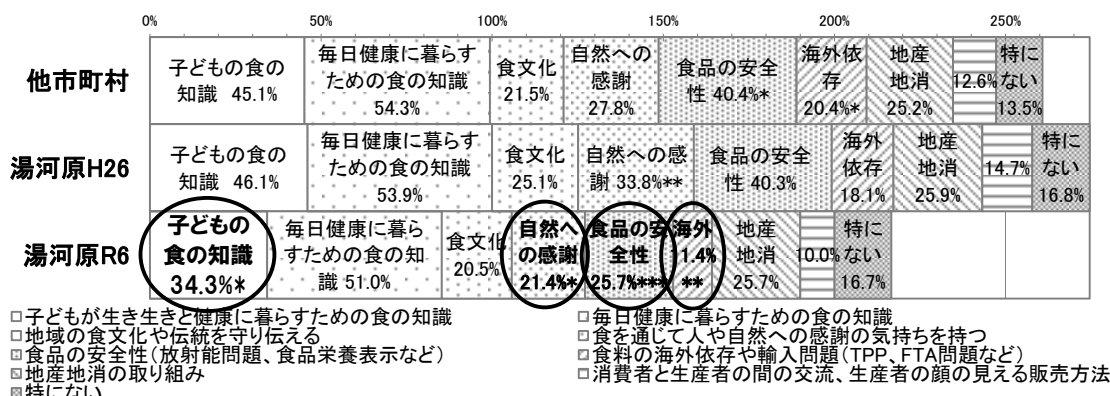 0% 50% 100% 150% 200% 250%
他市町村
子どもの食の
知識 45.1%
毎日健康に暮らす
ための食の知識
54.3%
食文化
21.5%
自然への
感謝
27.8%
食品の安全
性 40.4%*
海外依
存
20.4%*
地産
地消
25.2%
12.6%
特に
ない
13.5%
湯河原H26
子どもの食の
知識 46.1%
毎日健康に暮らす
ための食の知識
53.9%
食文化
25.1%
自然への感
謝 33.8%**
食品の安全
性 40.3%
海外
依存
18.1%
地産
地消
25.9%
14.7%
特に
ない
16.8%
湯河原R6
子どもの
食の知識
34.3%*
毎日健康に暮ら
すための食の知
識 51.0%
食文化
20.5%
自然へ
の感謝
21.4%*
食品の安
全性
25.7%***
海外
1.4%
**
地産
地消
25.7%
10.0%
特に
ない
16.7%
子どもが生き生きと健康に暮らすための食の知識
毎日健康に暮らすための食の知識
地域の食文化や伝統を守り伝える
食を通じて人や自然への感謝の気持ちを持つ
食品の安全性(放射能問題、食品栄養表示など)
食料の海外依存や輸入問題(TPP、FTA問題など)
地産地消の取り組み
消費者と生産者の間の交流、生産者の顔の見える販売方法
特にない